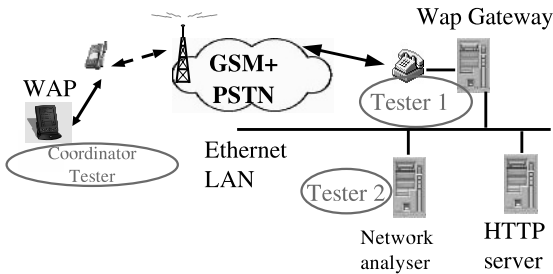 Wap Gateway
GSM+
PSTN
WAP
Tester 1
Coordinator
Tester
Ethernet
LAN
Tester 2
Network
analyser
HTTP
server